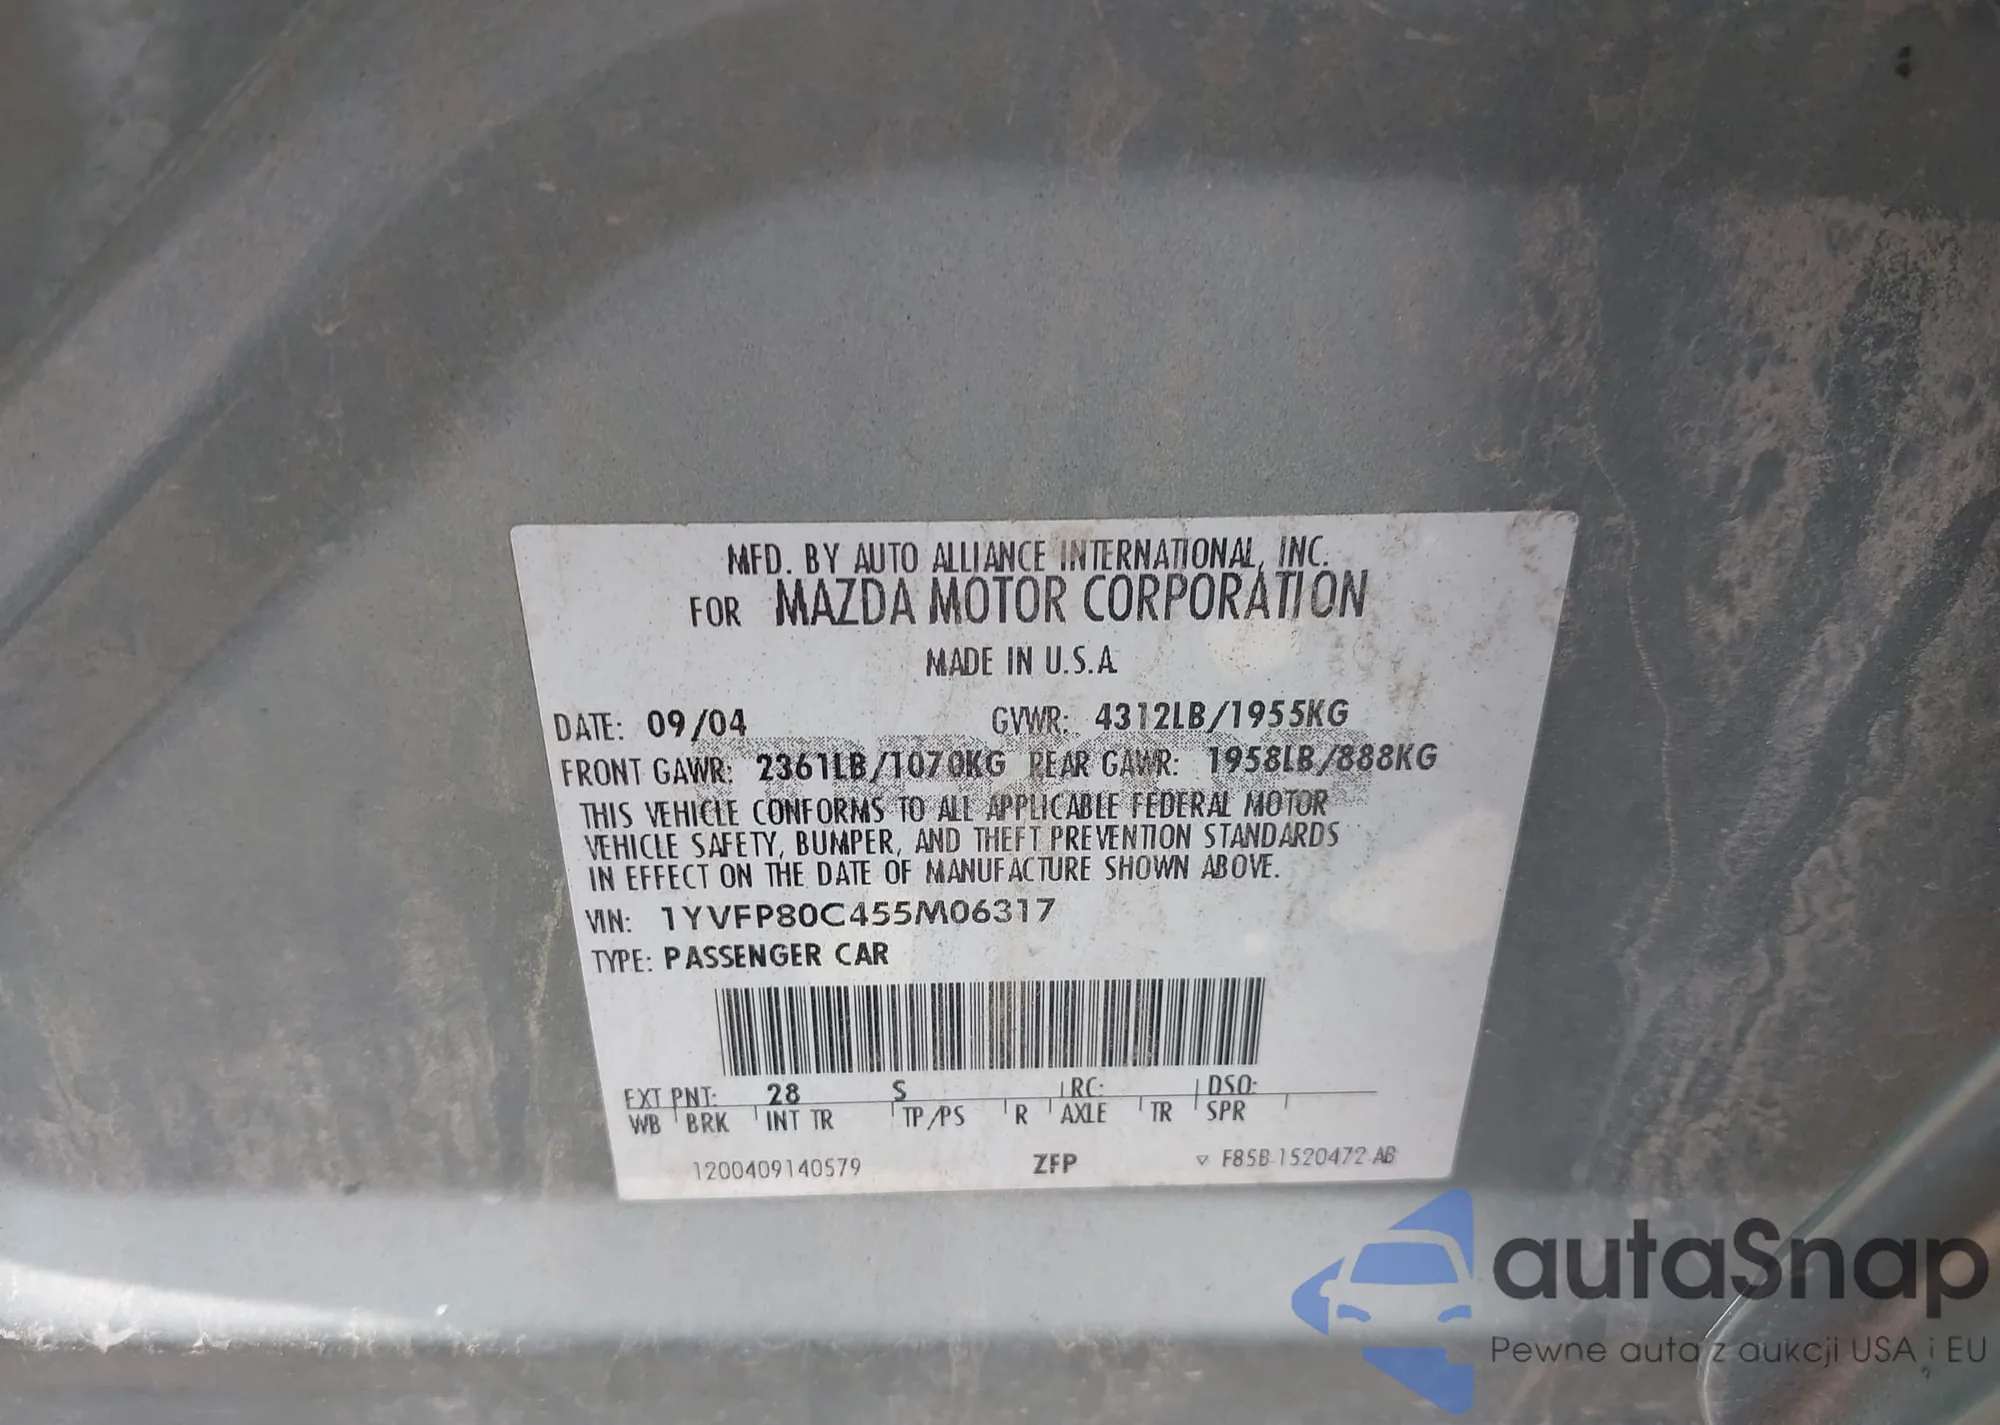 MFD. BY AUTO ALLIANCE INTERNATIONAL, INC.
FOR MAZDA MOTOR CORPORATION
MADE IN U.S.A.
DATE: 09/04 GVWR: 4312LB/1955KG
FRONT GAWR: 2361LB/1070KG REAR GAWR: 1958LB/888KG
THIS VEHICLE CONFORMS TO ALL APPLICABLE FEDERAL MOTOR
VEHICLE SAFETY, BUMPER, AND THEFT PREVENTION STANDARDS
IN EFFECT ON THE DATE OF MANUFACTURE SHOWN ABOVE.
VIN: 1YVFP80C455M06317
TYPE: PASSENGER CAR
EXT PNT: 28 S RC: DSO:
WB BRK INT TR TP/PS R AXLE TR SPR
1200409140579 ZFP ▽ F85B-1520472-AB
autaSnap
Pewne auta z aukcji USA i EU